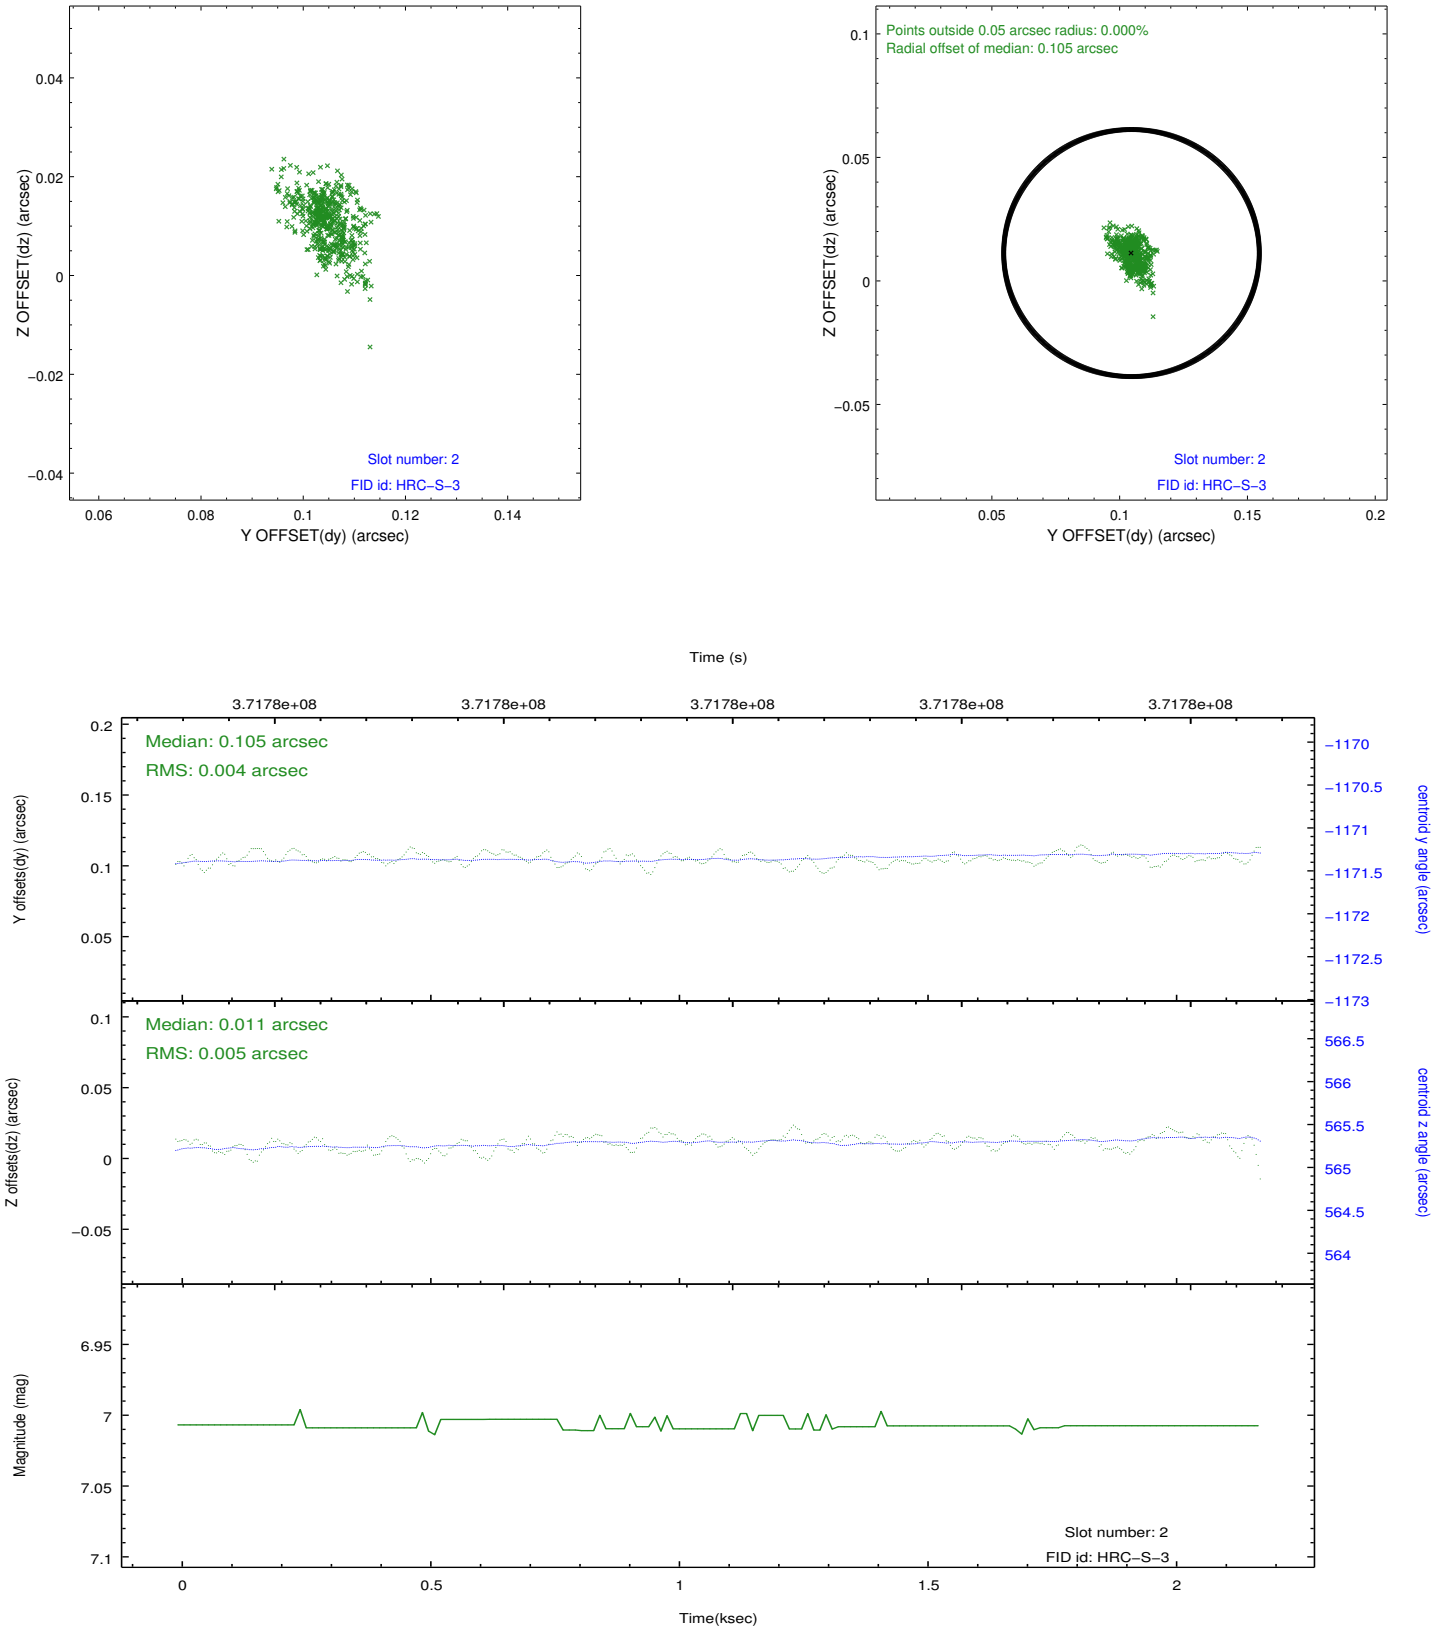 0.04
0.02
0
−0.02
−0.04
Z OFFSET(dz) (arcsec)
Slot number: 2
FID id: HRC−S−3
0.06 0.08 0.1 0.12 0.14
Y OFFSET(dy) (arcsec)
Points outside 0.05 arcsec radius: 0.000%
Radial offset of median: 0.105 arcsec
0.1
0.05
0
−0.05
Z OFFSET(dz) (arcsec)
Slot number: 2
FID id: HRC−S−3
0.05 0.1 0.15 0.2
Y OFFSET(dy) (arcsec)
Time (s)
3.7178e+08 3.7178e+08 3.7178e+08 3.7178e+08 3.7178e+08
Median: 0.105 arcsec
RMS: 0.004 arcsec
0.2
0.15
0.1
0.05
Y offsets(dy) (arcsec)
−1170
−1170.5
−1171
−1171.5
−1172
−1172.5
−1173
centroid y angle (arcsec)
Median: 0.011 arcsec
RMS: 0.005 arcsec
0.1
0.05
0
−0.05
Z offsets(dz) (arcsec)
566.5
566
565.5
565
564.5
564
centroid z angle (arcsec)
6.95
7
7.05
7.1
Magnitude (mag)
Slot number: 2
FID id: HRC−S−3
0 0.5 1 1.5 2
Time(ksec)